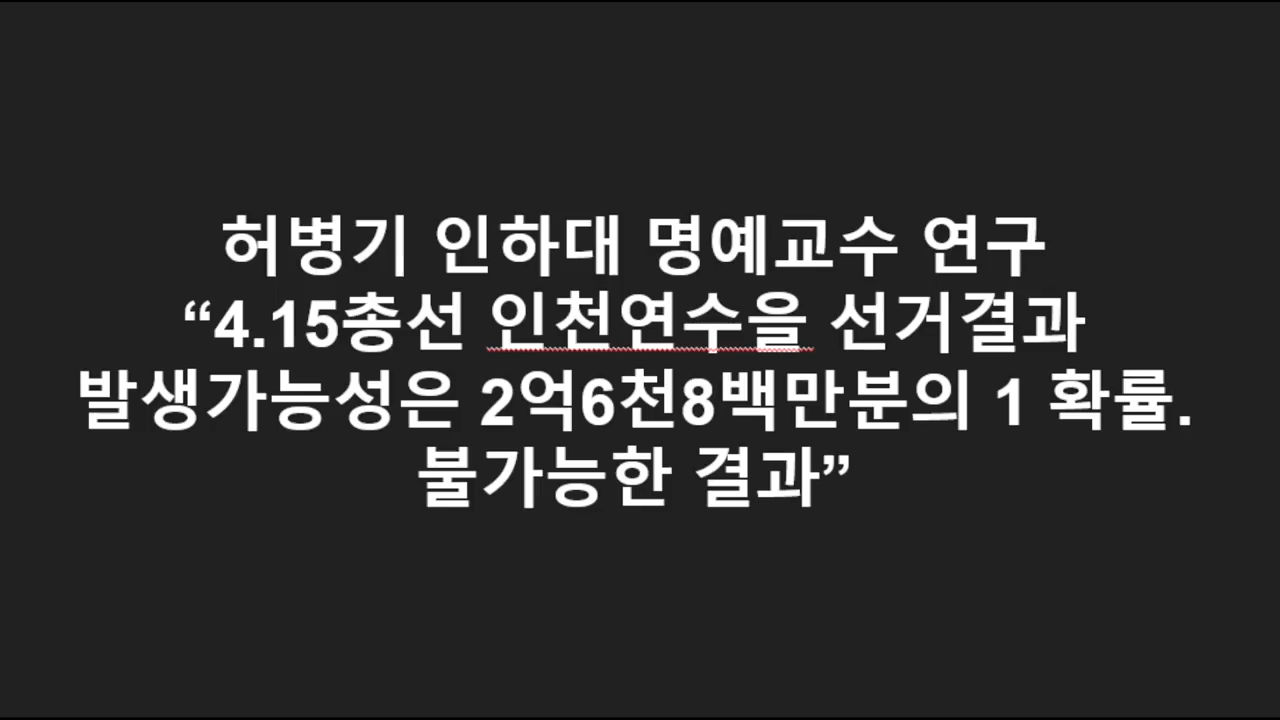 허병기 인하대 명예교수 연구
“4.15총선 인천연수을 선거결과
발생가능성은 2억6천8백만분의 1 확률.
불가능한 결과”